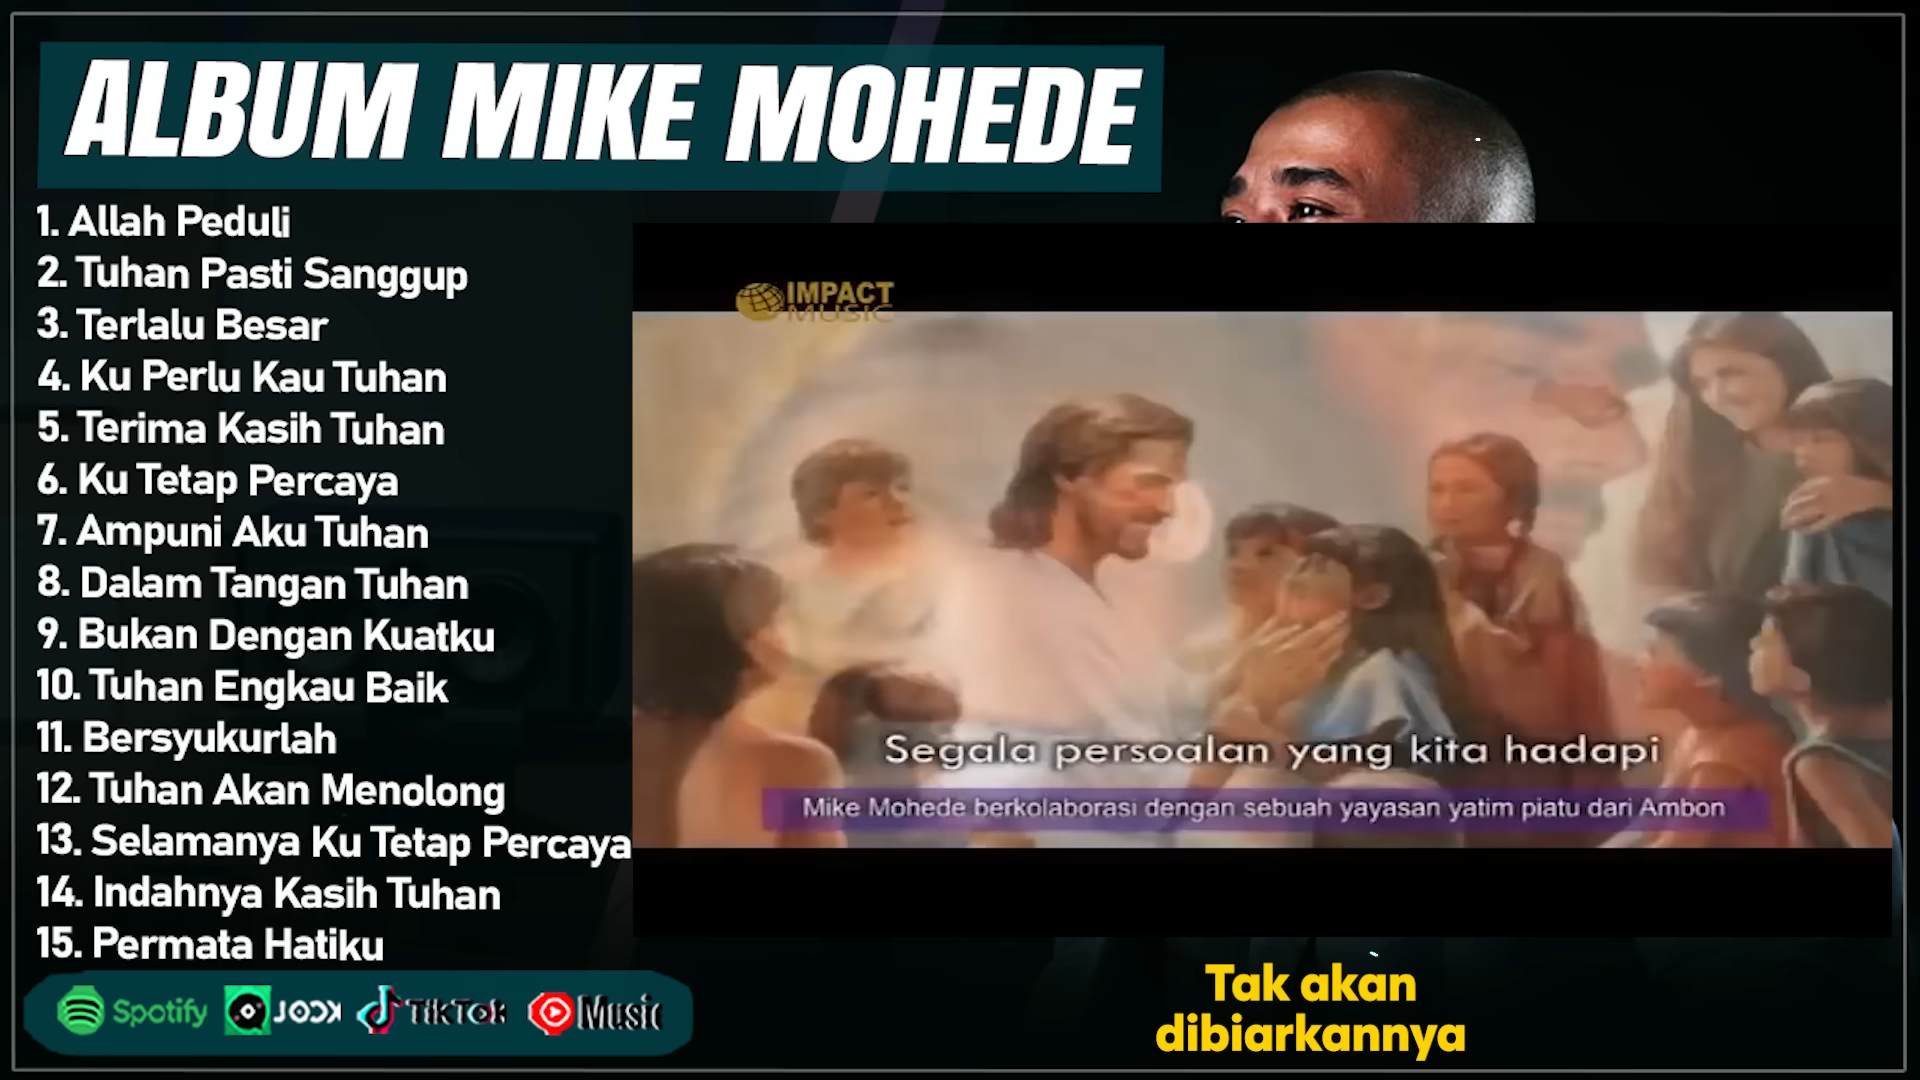 ALBUM MIKE MOHEDE
1. Allah Peduli
2. Tuhan Pasti Sanggup
3. Terlalu Besar
4. Ku Perlu Kau Tuhan
5. Terima Kasih Tuhan
6. Ku Tetap Percaya
7. Ampuni Aku Tuhan
8. Dalam Tangan Tuhan
9. Bukan Dengan Kuatku
10. Tuhan Engkau Baik
11. Bersyukurlah
12. Tuhan Akan Menolong
13. Selamanya Ku Tetap Percaya
14. Indahnya Kasih Tuhan
15. Permata Hatiku
Spotify JOOX TikTok Music
IMPACT
MUSIC
Segala persoalan yang kita hadapi
Mike Mohede berkolaborasi dengan sebuah yayasan yatim piatu dari Ambon
Tak akan
dibiarkannya